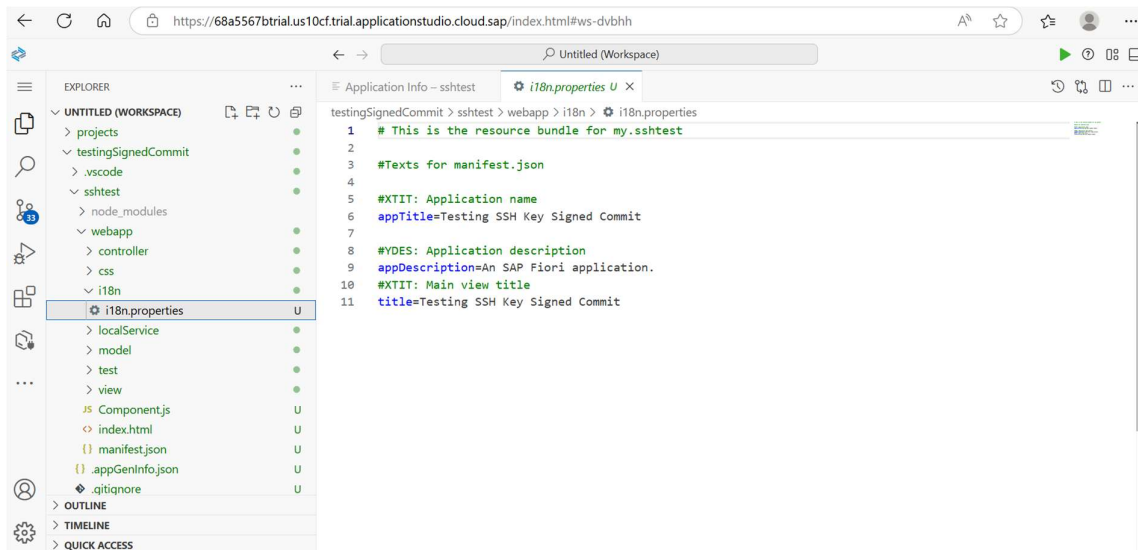 https://68a5567btrial.us10cf.trial.applicationstudio.cloud.sap/index.html#ws-dvbhh
Untitled (Workspace)
EXPLORER
UNTITLED (WORKSPACE)
projects
testingSignedCommit
.vscode
sshtest
node_modules
webapp
controller
css
i18n
i18n.properties U
localService
model
test
view
JS Component.js U
<> index.html U
{} manifest.json U
{} .appGenInfo.json U
.gitignore U
OUTLINE
TIMELINE
QUICK ACCESS
33
Application Info – sshtest
i18n.properties U
testingSignedCommit > sshtest > webapp > i18n > i18n.properties
1 # This is the resource bundle for my.sshtest
2
3 #Texts for manifest.json
4
5 #XTIT: Application name
6 appTitle=Testing SSH Key Signed Commit
7
8 #YDES: Application description
9 appDescription=An SAP Fiori application.
10 #XTIT: Main view title
11 title=Testing SSH Key Signed Commit